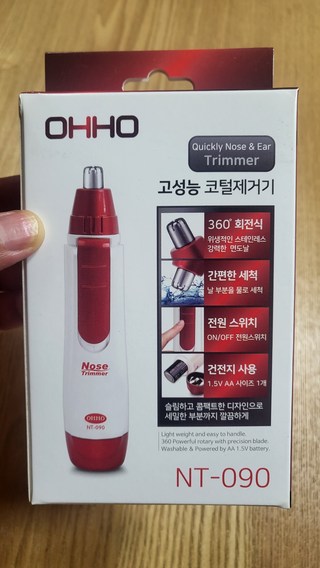 OHHO
Quickly Nose & Ear
Trimmer
고성능 코털제거기
360° 회전식
위생적인 스테인레스
강력한 면도날
간편한 세척
날 부분을 물로 세척
전원 스위치
ON/OFF 전원스위치
건전지 사용
1.5V AA 사이즈 1개
Nose
Trimmer
OHHO
NT-090
슬림하고 콤팩트한 디자인으로
세밀한 부분까지 깔끔하게
Light weight and easy to handle.
360 Powerful rotary with precision blade.
Washable & Powered by AA 1.5V battery.
NT-090